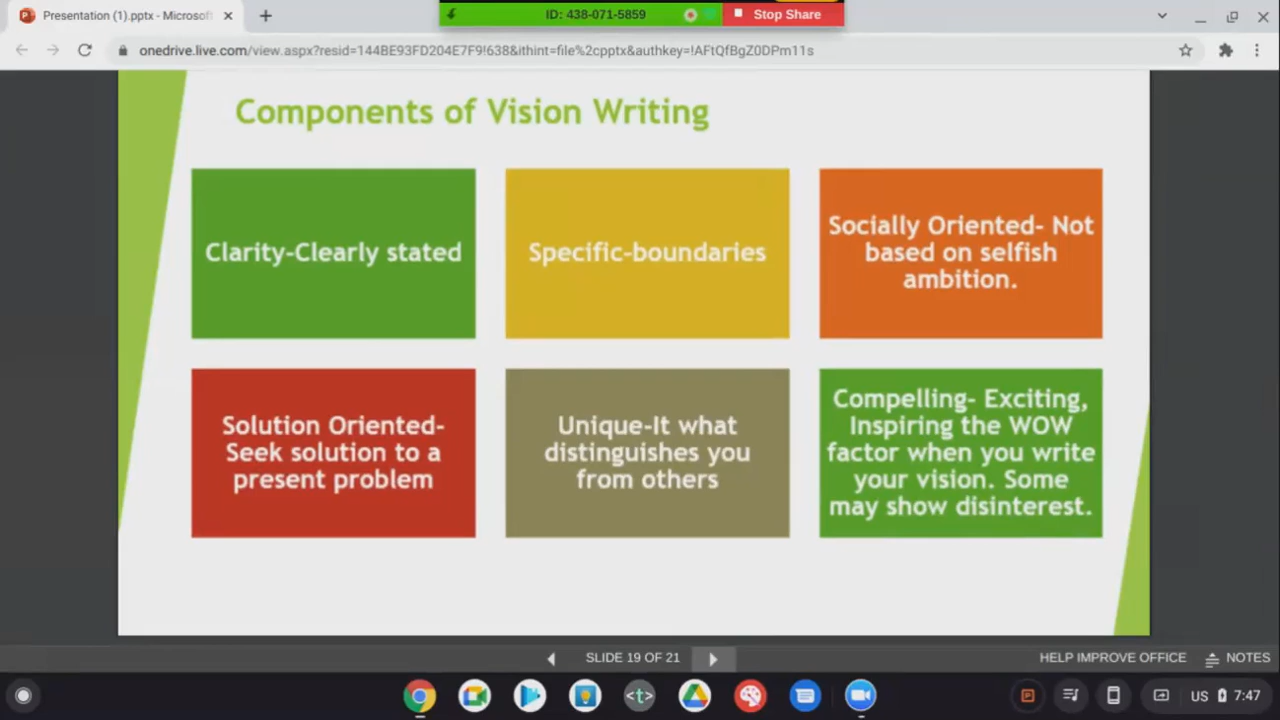 Presentation (1).pptx - Microsoft
ID: 438-071-5859
Stop Share
onedrive.live.com/view.aspx?resid=144BE93FD204E7F9!638&ithint=file%2cpptx&authkey=!AFtQfBgZ0DPm11s
Components of Vision Writing
Clarity-Clearly stated
Specific-boundaries
Socially Oriented- Not
based on selfish
ambition.
Solution Oriented-
Seek solution to a
present problem
Unique-It what
distinguishes you
from others
Compelling- Exciting,
Inspiring the WOW
factor when you write
your vision. Some
may show disinterest.
SLIDE 19 OF 21
HELP IMPROVE OFFICE
NOTES
<t>
US
7:47